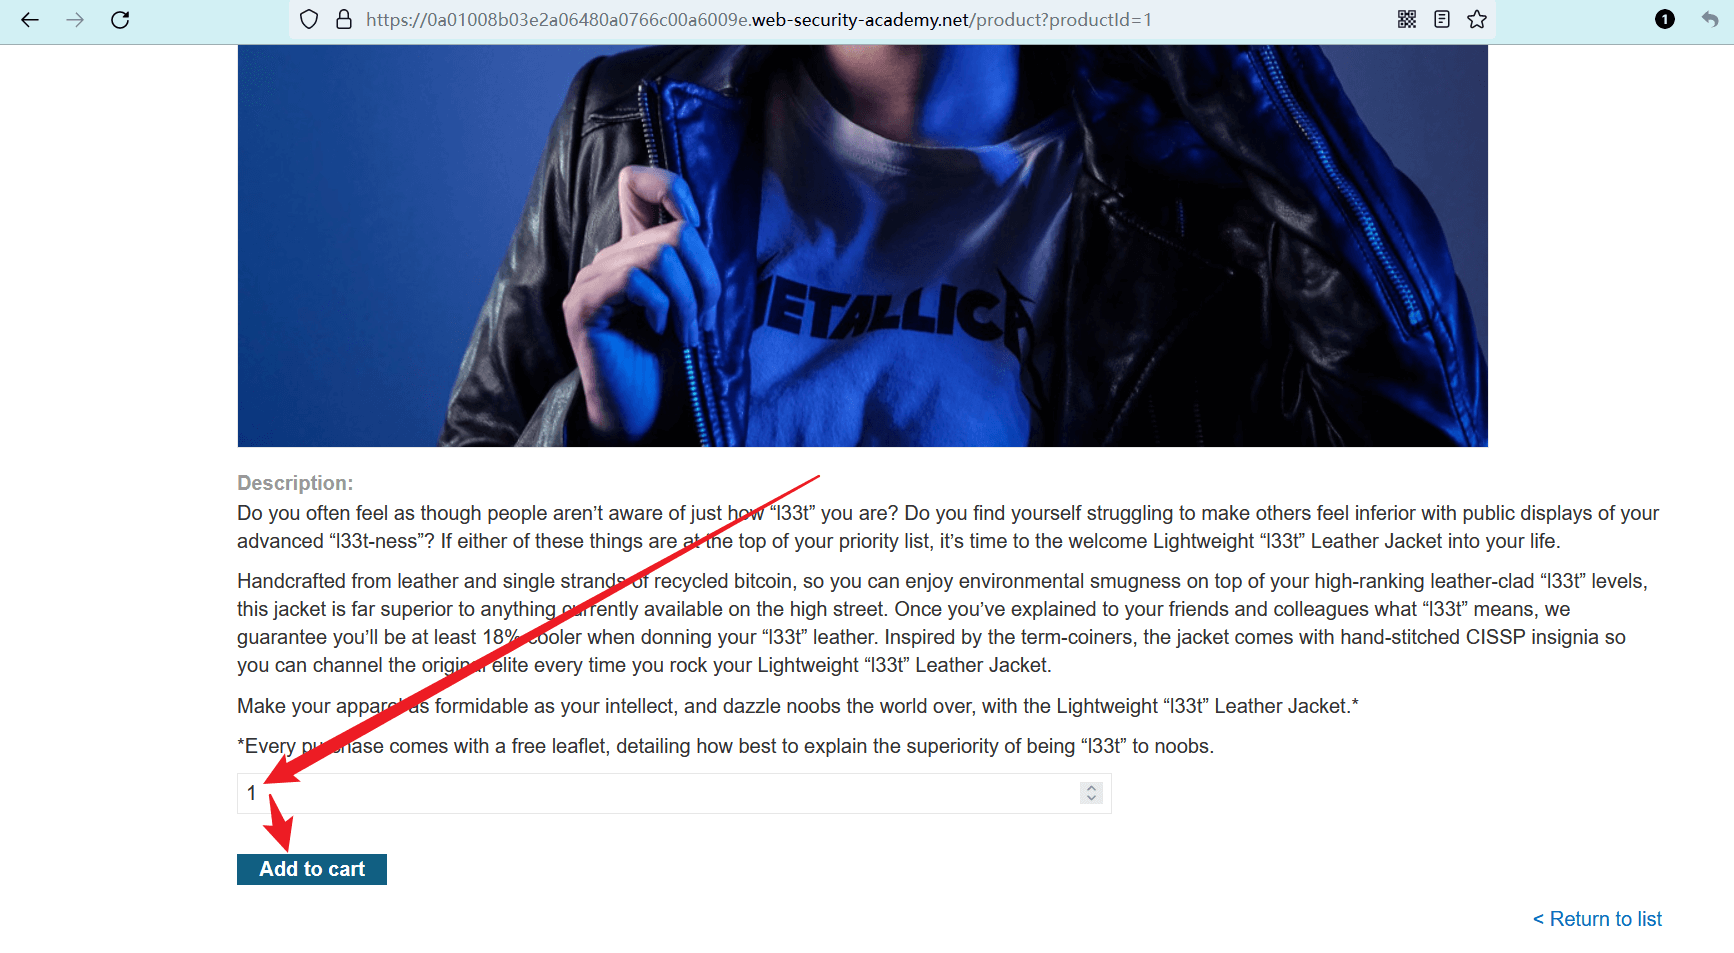 https://0a01008b03e2a06480a0766c00a6009e.web-security-academy.net/product?productId=1
1
METALLICA
Description:
Do you often feel as though people aren’t aware of just how “l33t” you are? Do you find yourself struggling to make others feel inferior with public displays of your
advanced “l33t-ness”? If either of these things are at the top of your priority list, it’s time to the welcome Lightweight “l33t” Leather Jacket into your life.
Handcrafted from leather and single strands of recycled bitcoin, so you can enjoy environmental smugness on top of your high-ranking leather-clad “l33t” levels,
this jacket is far superior to anything currently available on the high street. Once you’ve explained to your friends and colleagues what “l33t” means, we
guarantee you’ll be at least 18% cooler when donning your “l33t” leather. Inspired by the term-coiners, the jacket comes with hand-stitched CISSP insignia so
you can channel the original elite every time you rock your Lightweight “l33t” Leather Jacket.
Make your apparel as formidable as your intellect, and dazzle noobs the world over, with the Lightweight “l33t” Leather Jacket.*
*Every purchase comes with a free leaflet, detailing how best to explain the superiority of being “l33t” to noobs.
1
Add to cart
< Return to list